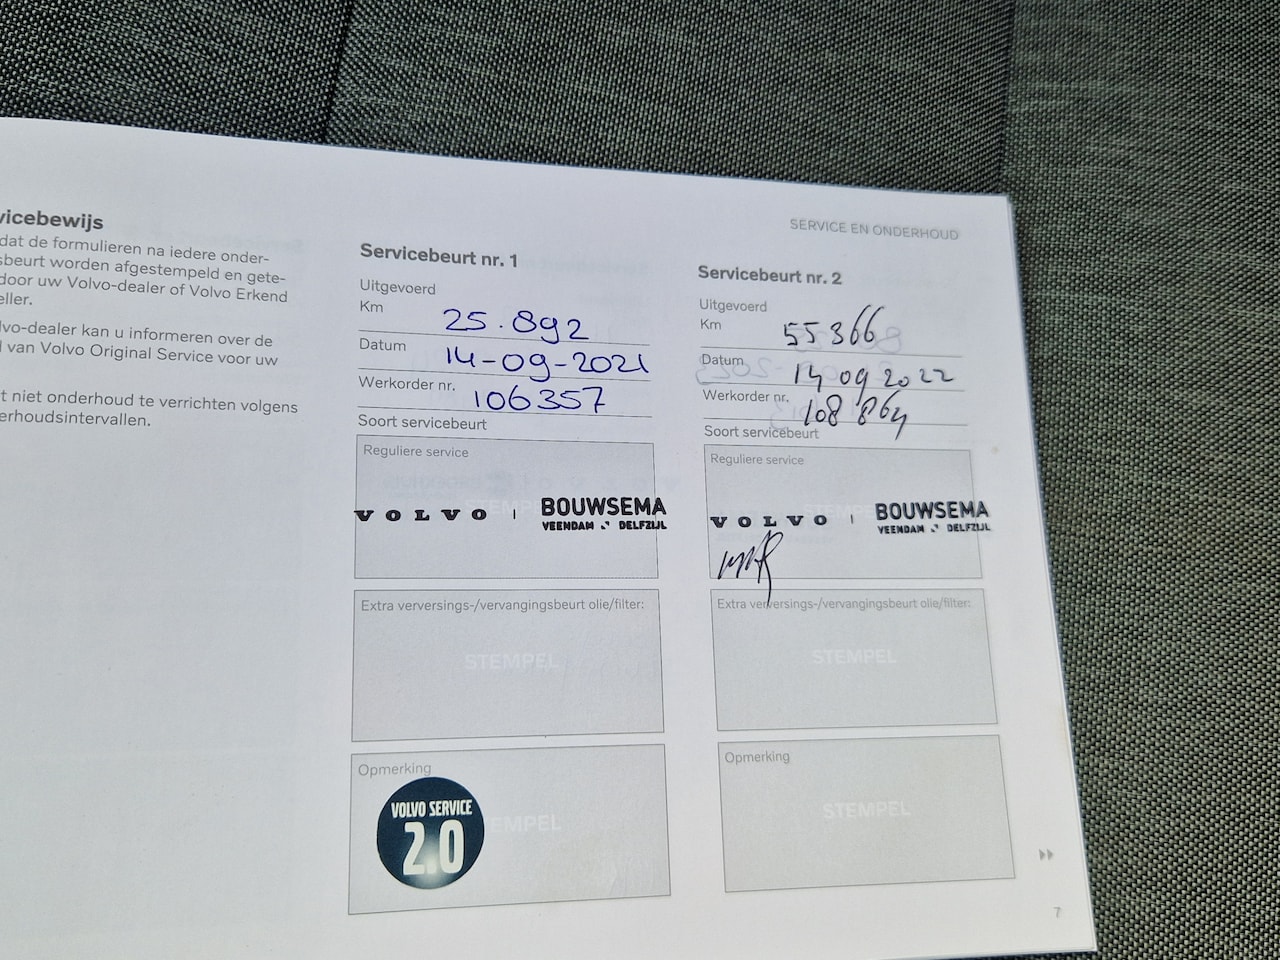 SERVICE EN ONDERHOUD
vicebewijs
dat de formulieren na iedere onder-
sbeurt worden afgestempeld en gete-
door uw Volvo-dealer of Volvo Erkend
eller.
lvo-dealer kan u informeren over de
l van Volvo Original Service voor uw
t niet onderhoud te verrichten volgens
erhoudsintervallen.
Servicebeurt nr. 1
Uitgevoerd
Km 25.892
Datum 14-09-2021
Werkorder nr. 106357
Soort servicebeurt
Reguliere service
VOLVO | BOUWSEMA
VEENDAM DELFZIJL
Extra verversings-/vervangingsbeurt olie/filter:
STEMPEL
Opmerking
VOLVO SERVICE
2.0
EMPEL
Servicebeurt nr. 2
Uitgevoerd
Km 55366
Datum 14 09 2022
Werkorder nr. 108864
Soort servicebeurt
Reguliere service
VOLVO | BOUWSEMA
VEENDAM DELFZIJL
Extra verversings-/vervangingsbeurt olie/filter:
STEMPEL
Opmerking
STEMPEL
7